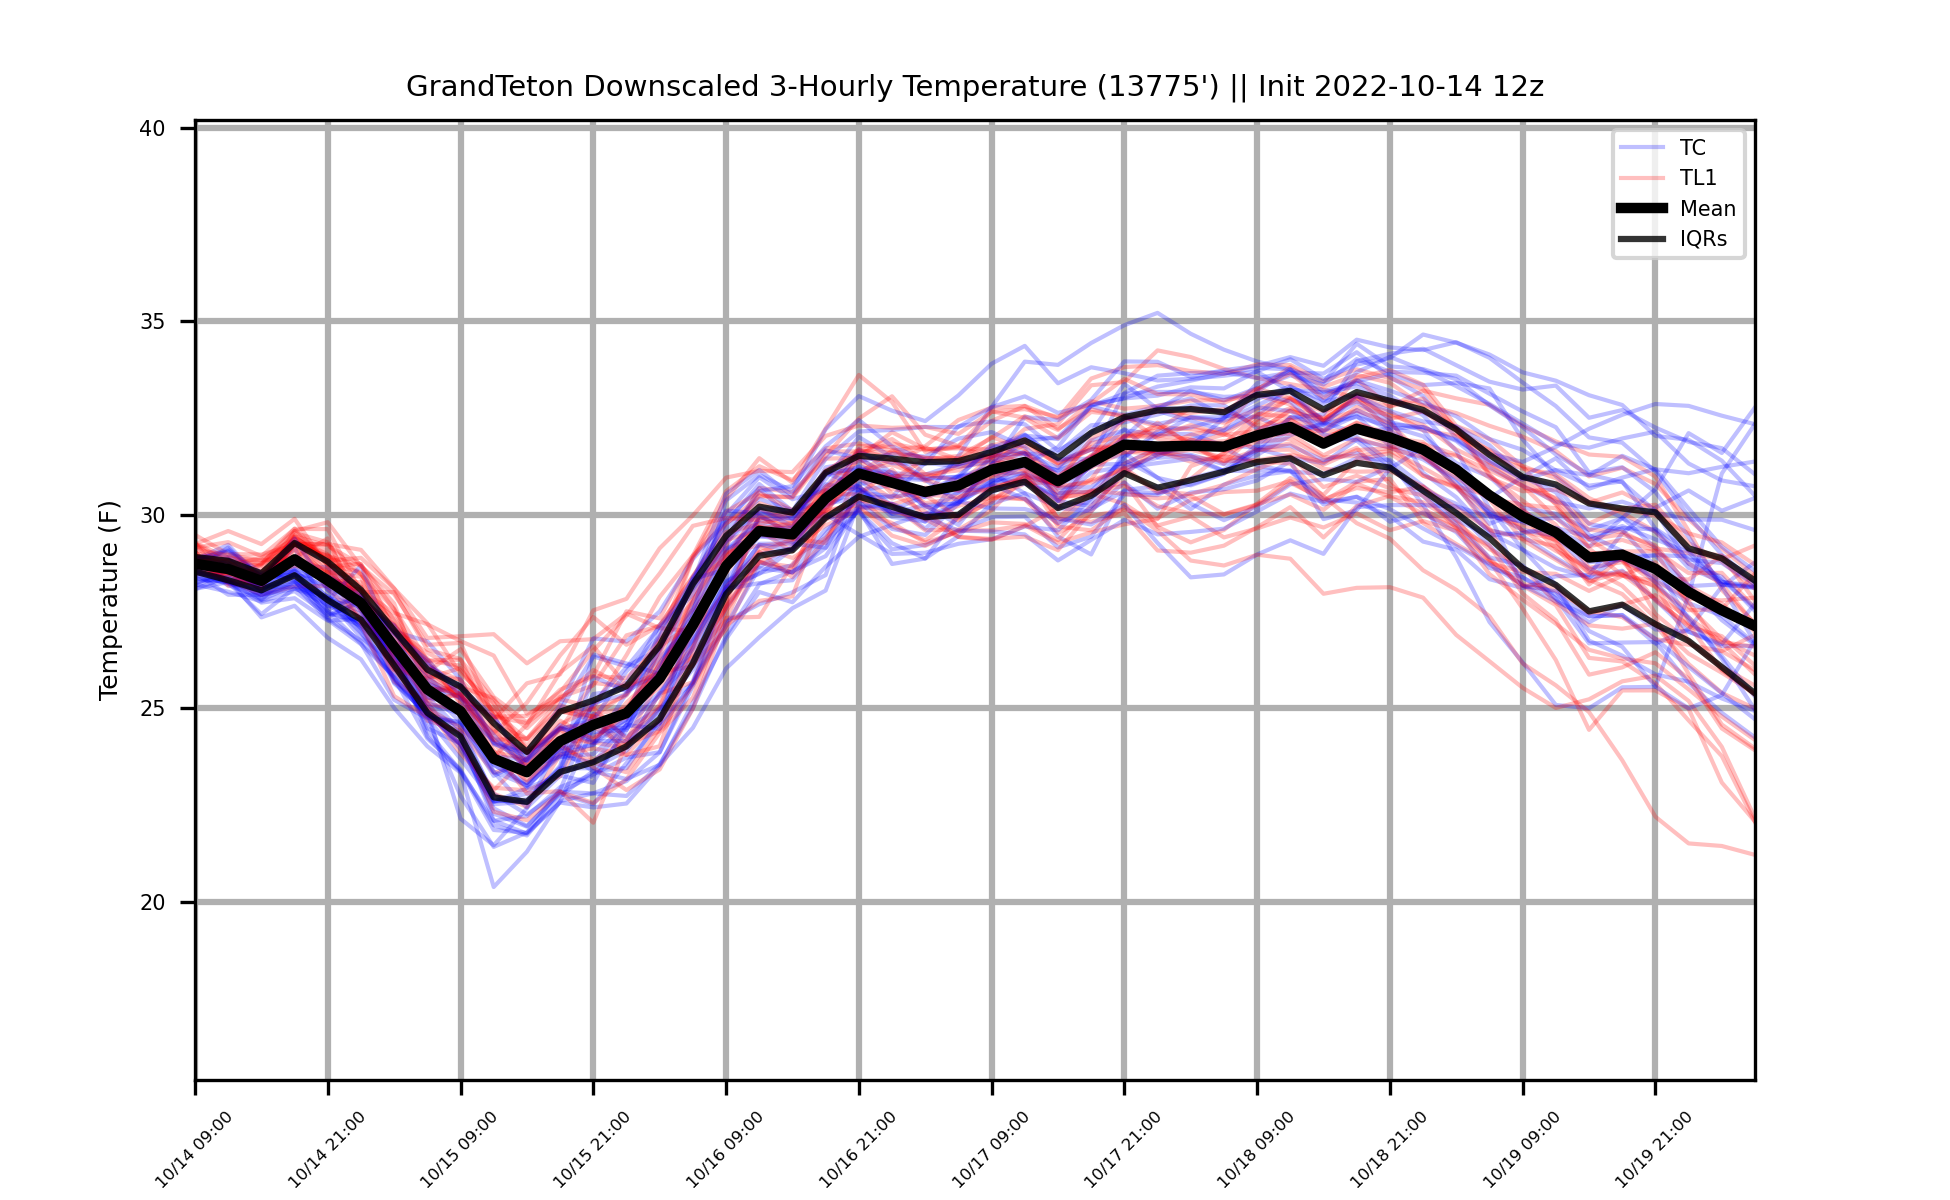 GrandTeton Downscaled 3-Hourly Temperature (13775') || Init 2022-10-14 12z
TC
TL1
Mean
IQRs
Temperature (F)
40
35
30
25
20
10/14 09:00
10/14 21:00
10/15 09:00
10/15 21:00
10/16 09:00
10/16 21:00
10/17 09:00
10/17 21:00
10/18 09:00
10/18 21:00
10/19 09:00
10/19 21:00